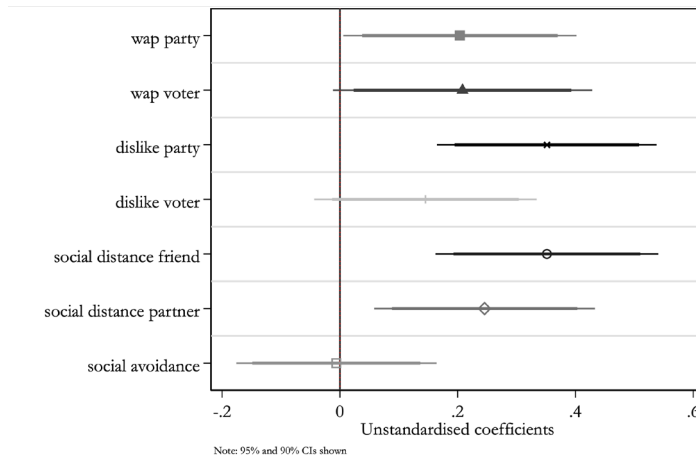 wap party
wap voter
dislike party
dislike voter
social distance friend
social distance partner
social avoidance
-.2 0 .2 .4 .6
Unstandardised coefficients
Note: 95% and 90% CIs shown